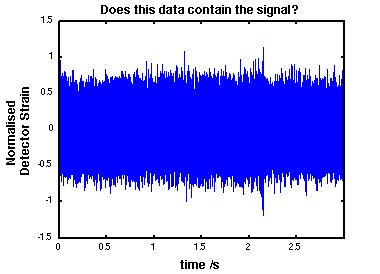 Does this data contain the signal?
1.5
1
0.5
0
-0.5
-1
-1.5
Normalised
Detector Strain
0 0.5 1 1.5 2 2.5
time /s